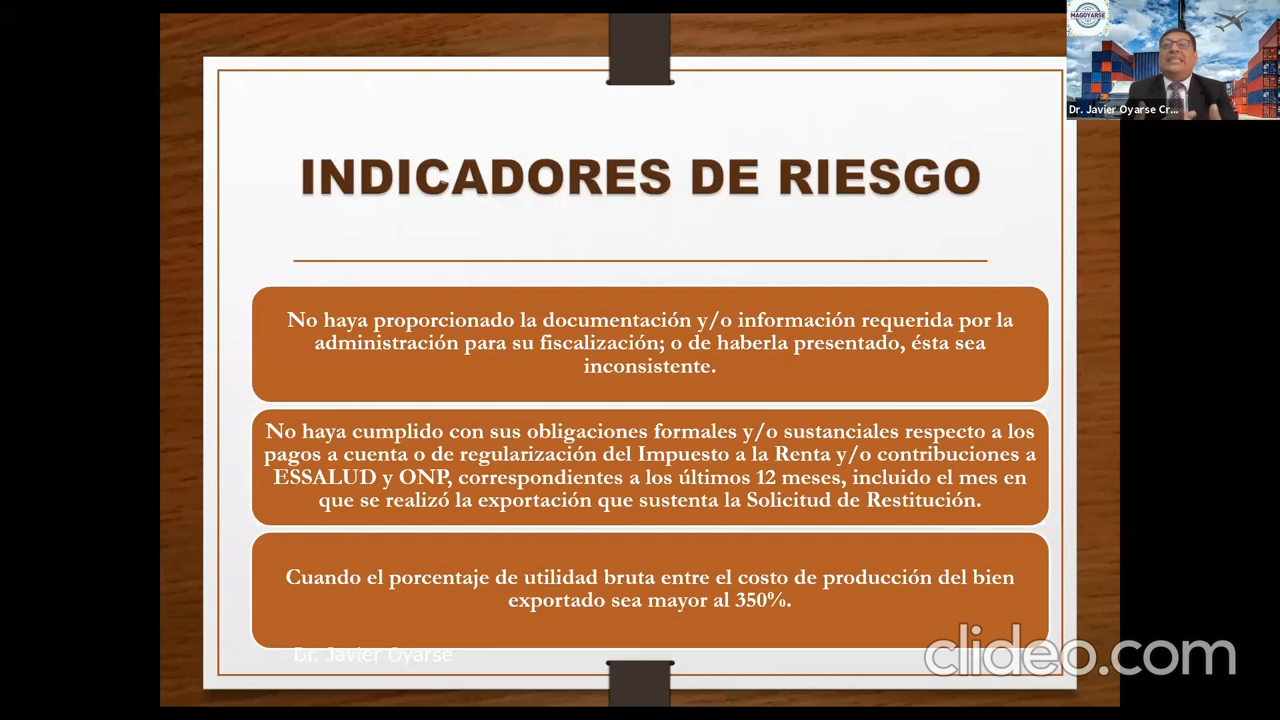 MAGOYARSE
Dr. Javier Oyarse Cr...
INDICADORES DE RIESGO
No haya proporcionado la documentación y/o información requerida por la
administración para su fiscalización; o de haberla presentado, ésta sea
inconsistente.
No haya cumplido con sus obligaciones formales y/o sustanciales respecto a los
pagos a cuenta o de regularización del Impuesto a la Renta y/o contribuciones a
ESSALUD y ONP, correspondientes a los últimos 12 meses, incluido el mes en
que se realizó la exportación que sustenta la Solicitud de Restitución.
Cuando el porcentaje de utilidad bruta entre el costo de producción del bien
exportado sea mayor al 350%.
Dr. Javier Oyarse
clideo.com